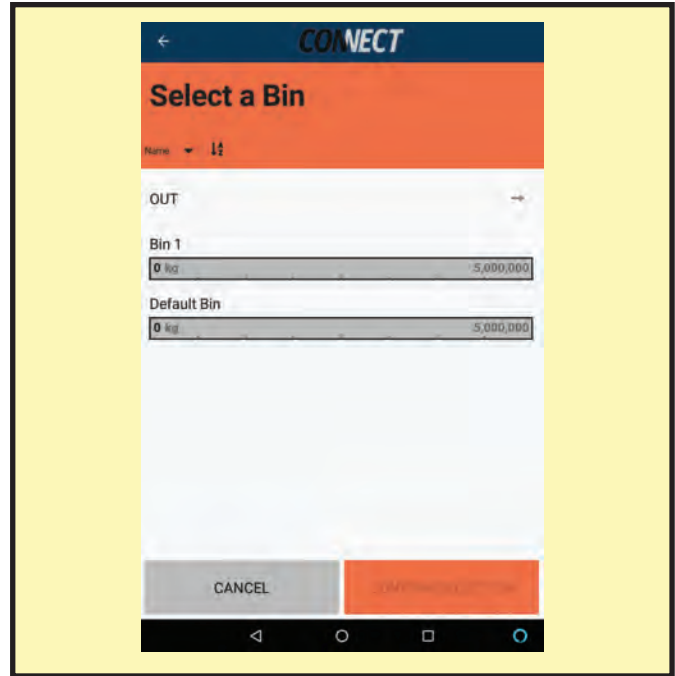 CONNECT
Select a Bin
Name
OUT
Bin 1
0 kg 5,000,000
Default Bin
0 kg 5,000,000
CANCEL